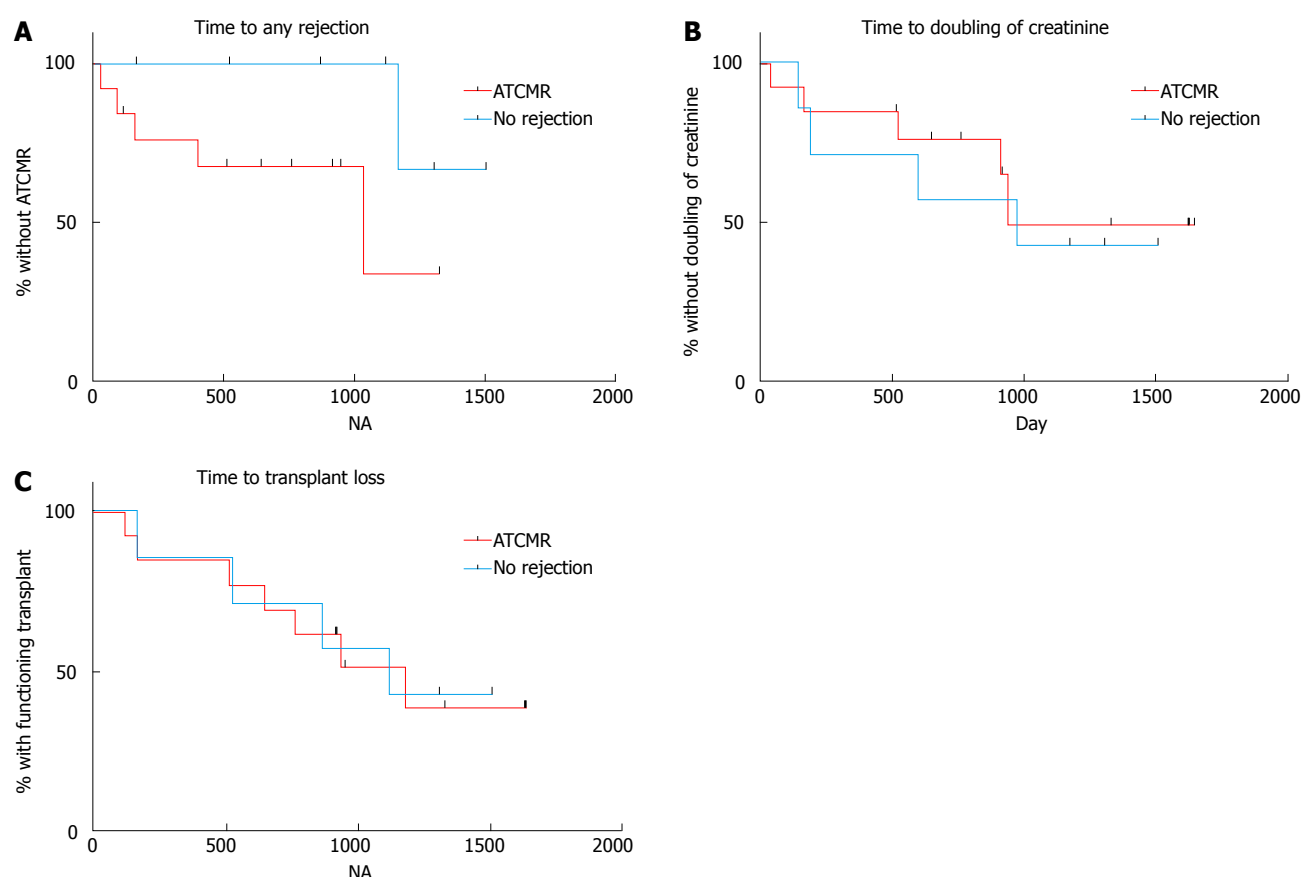 A
Time to any rejection
100
50
0
% without ATCMR
ATCMR
No rejection
0 500 1000 1500 2000
NA
B
Time to doubling of creatinine
100
50
0
% without doubling of creatinine
ATCMR
No rejection
0 500 1000 1500 2000
Day
C
Time to transplant loss
100
50
0
% with functioning transplant
ATCMR
No rejection
0 500 1000 1500 2000
NA